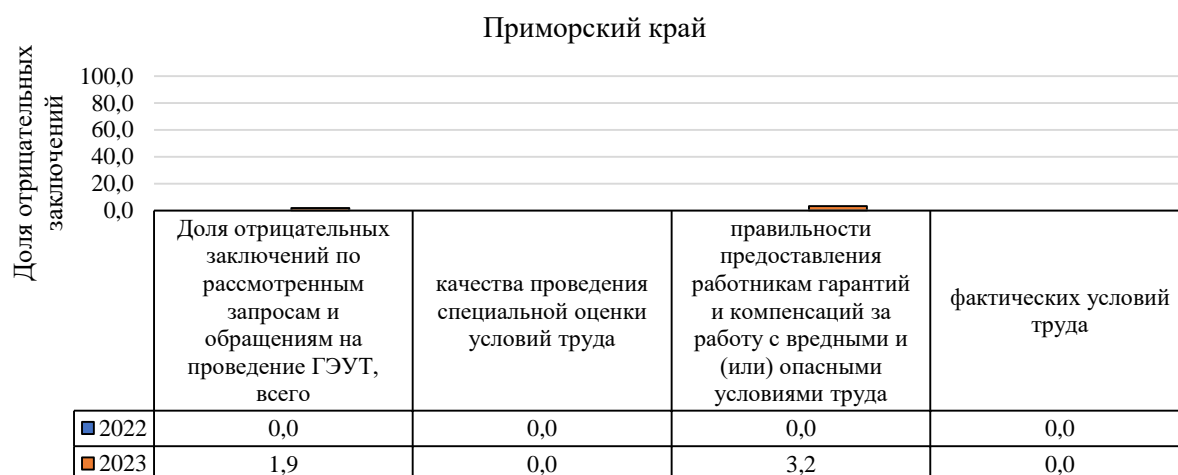 Приморский край
Доля отрицательных
заключений
100,0
80,0
60,0
40,0
20,0
0,0
Доля отрицательных
заключений по
рассмотренным
запросам и
обращениям на
проведение ГЭУТ,
всего
качества проведения
специальной оценки
условий труда
правильности
предоставления
работникам гарантий
и компенсаций за
работу с вредными и
(или) опасными
условиями труда
фактических условий
труда
2022 0,0 0,0 0,0 0,0
2023 1,9 0,0 3,2 0,0